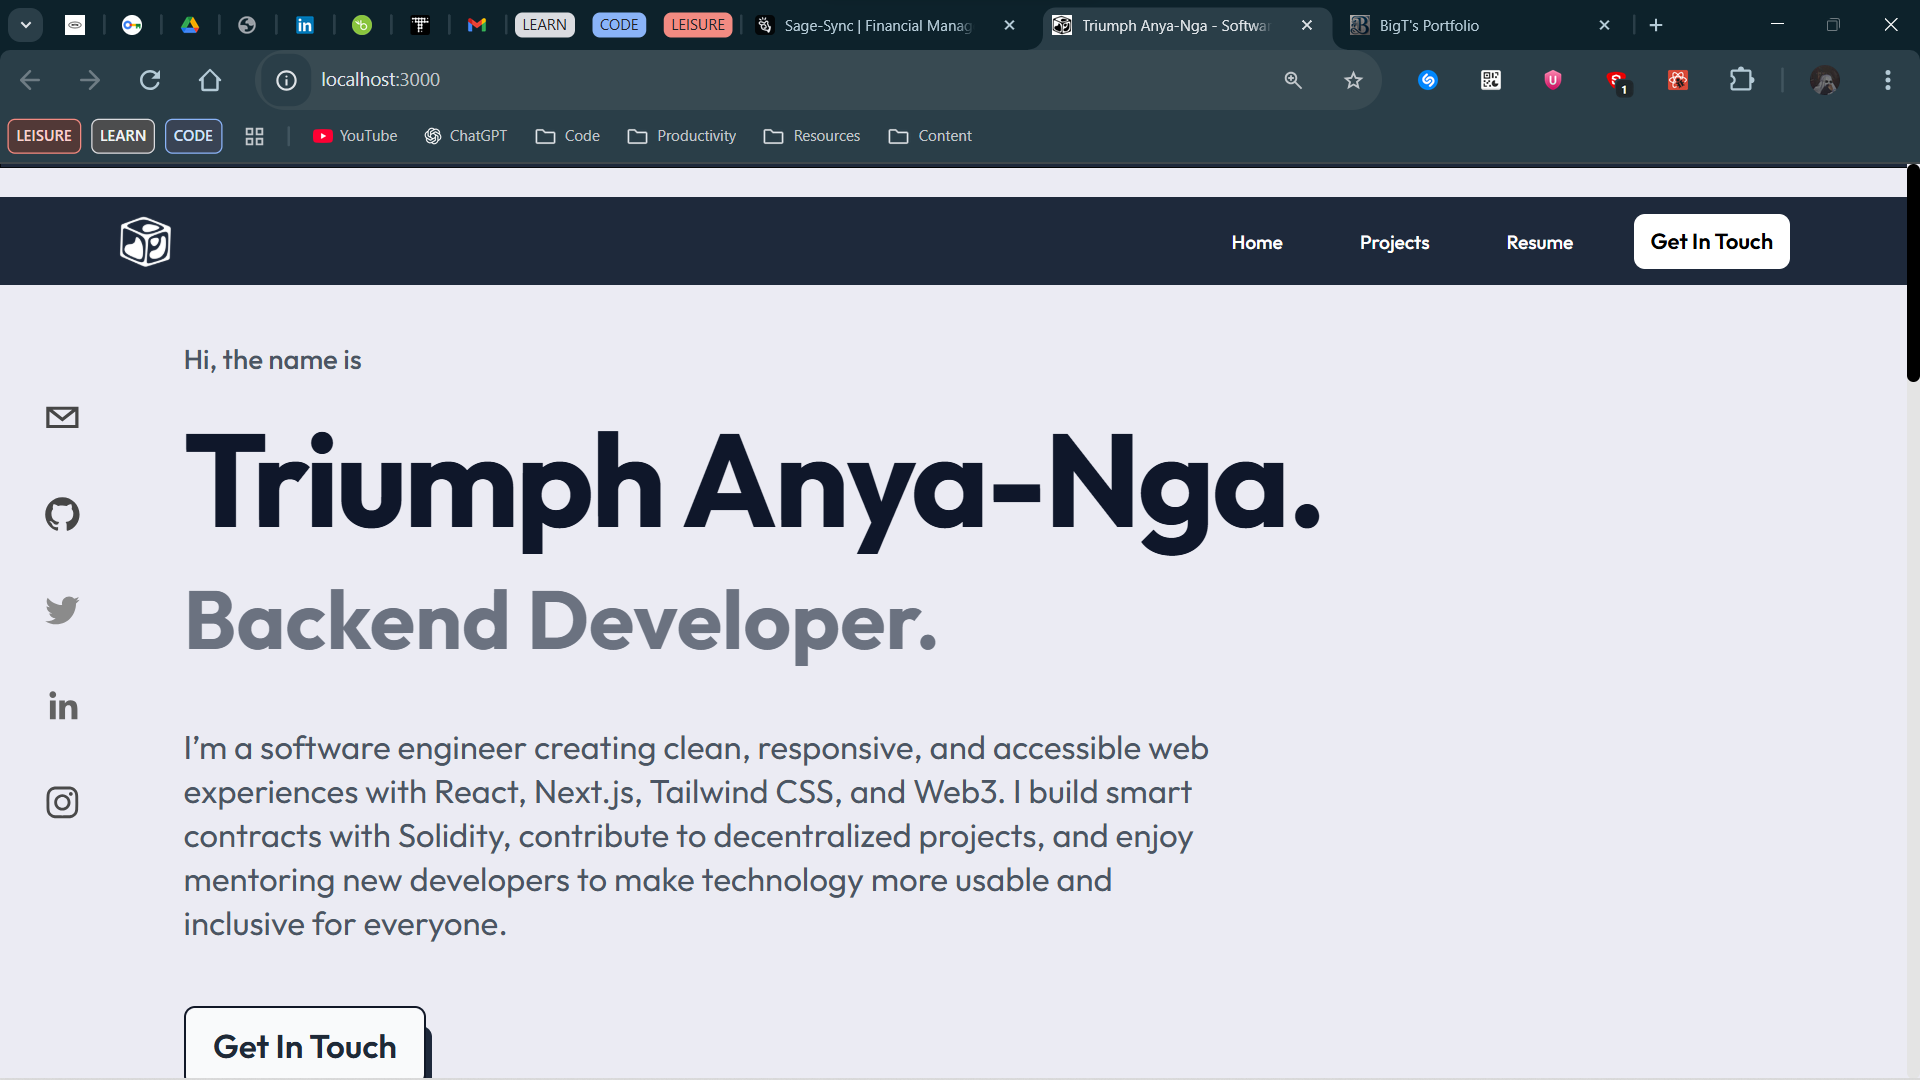 LEARN CODE LEISURE Sage-Sync | Financial Manag Triumph Anya-Nga - Softwar BigT's Portfolio
localhost:3000
1
LEISURE LEARN CODE YouTube ChatGPT Code Productivity Resources Content
Home Projects Resume Get In Touch
Hi, the name is
Triumph Anya-Nga.
Backend Developer.
I’m a software engineer creating clean, responsive, and accessible web
experiences with React, Next.js, Tailwind CSS, and Web3. I build smart
contracts with Solidity, contribute to decentralized projects, and enjoy
mentoring new developers to make technology more usable and
inclusive for everyone.
Get In Touch